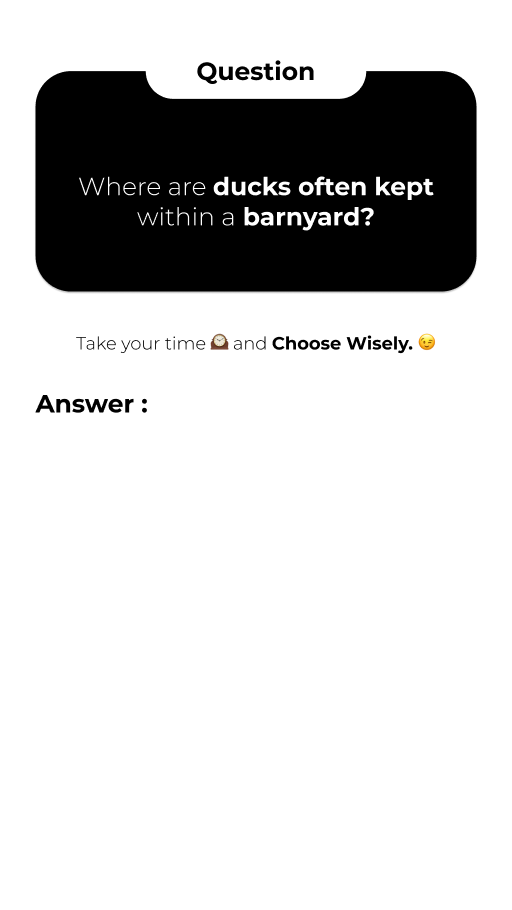 Question
Where are ducks often kept
within a barnyard?
Take your time 🕰️ and Choose Wisely. 😉
Answer :